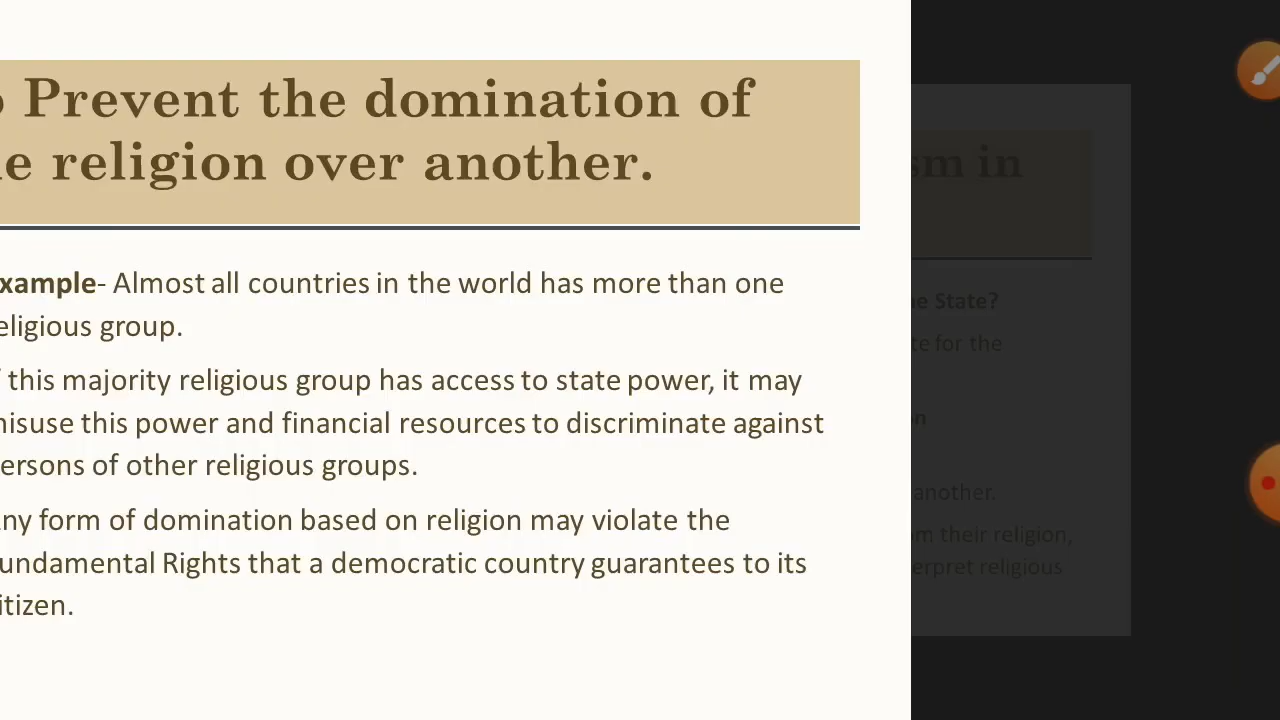 Prevent the domination of
religion over another.
xample- Almost all countries in the world has more than one
eligious group.
this majority religious group has access to state power, it may
isuse this power and financial resources to discriminate against
ersons of other religious groups.
ny form of domination based on religion may violate the
undamental Rights that a democratic country guarantees to its
itizen.
sm in
e State?
te for the
n
another.
m their religion,
erpret religious